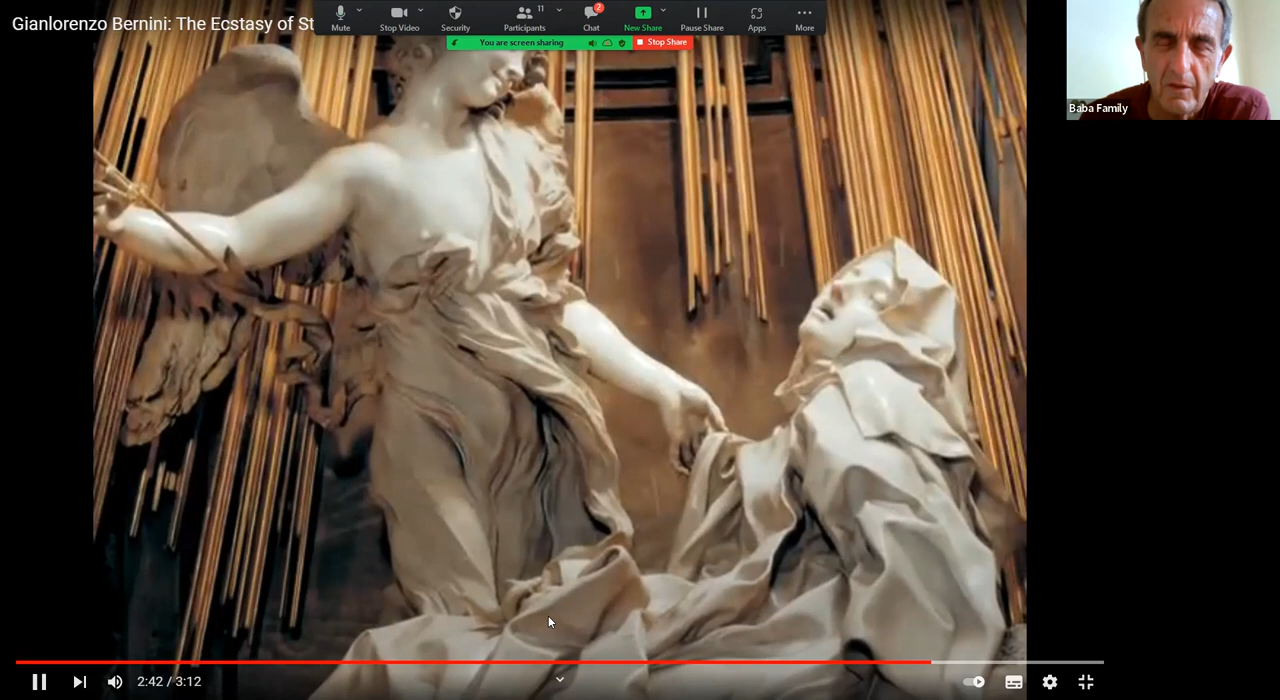 Gianlorenzo Bernini: The Ecstasy of St
Mute
Stop Video
Security
11
Participants
2
Chat
New Share
Pause Share
Apps
More
You are screen sharing
Stop Share
Baba Family
2:42 / 3:12